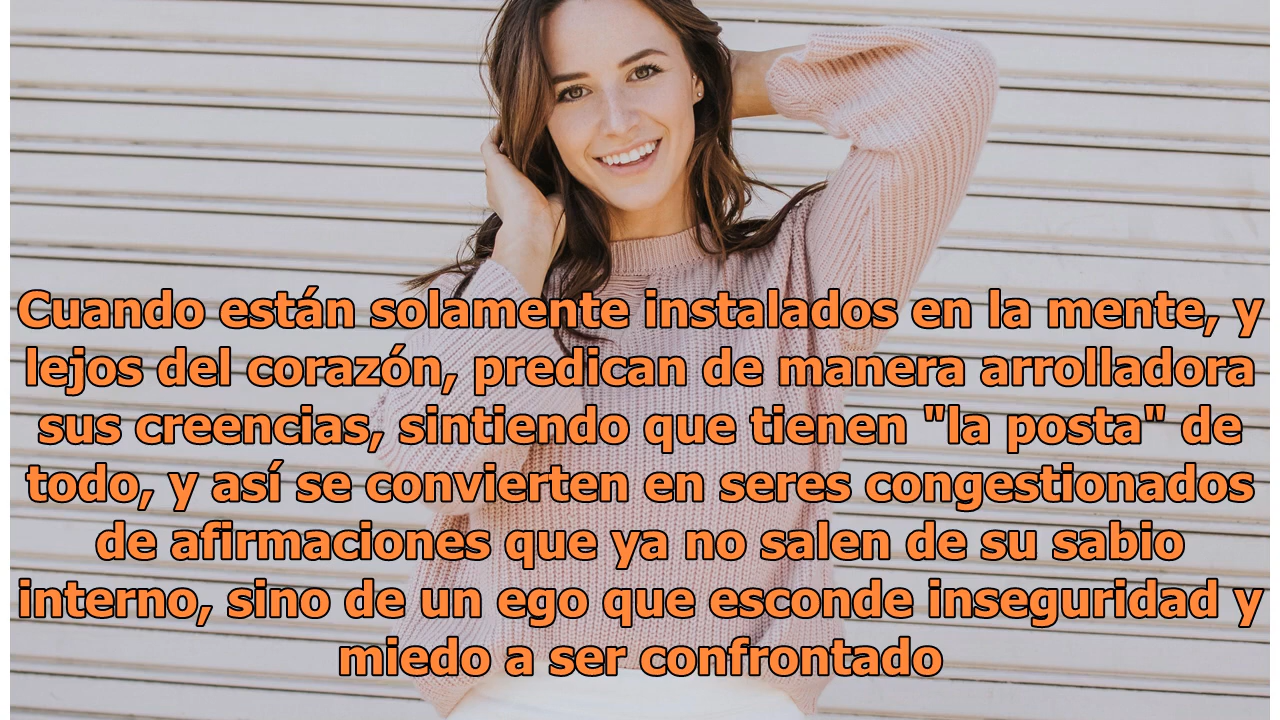 Cuando están solamente instalados en la mente, y
lejos del corazón, predican de manera arrolladora
sus creencias, sintiendo que tienen "la posta" de
todo, y así se convierten en seres congestionados
de afirmaciones que ya no salen de su sabio
interno, sino de un ego que esconde inseguridad y
miedo a ser confrontado